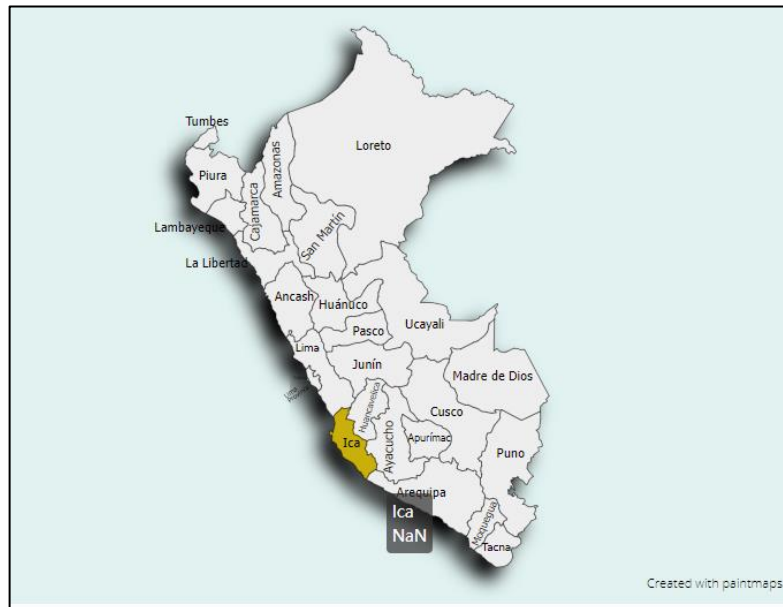 Tumbes
Loreto
Amazonas
Piura
Cajamarca
San Martín
Lambayeque
La Libertad
Ancash
Huánuco
Ucayali
Pasco
Lima
Junín
Madre de Dios
Lima
Huancavelica
Cusco
Ica
Ayacucho
Apurímac
Puno
Arequipa
Ica
NaN
Moquegua
Tacna
Created with paintmaps